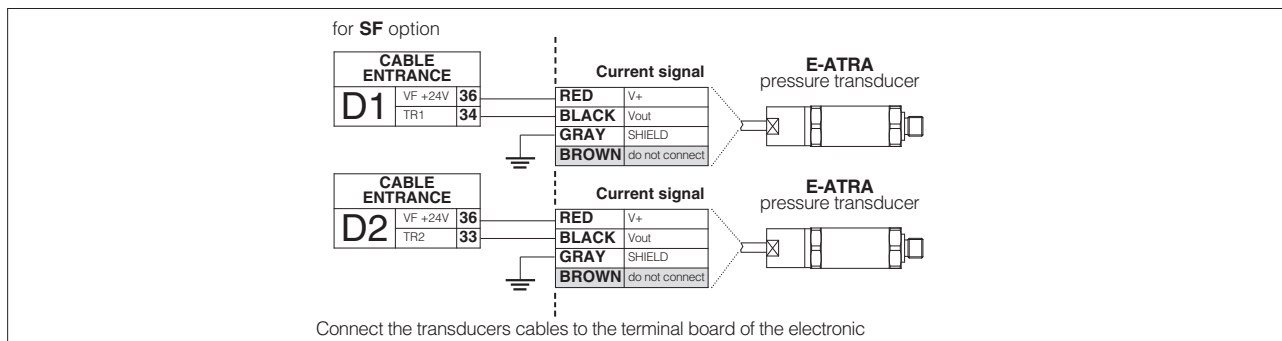 for SF option
CABLE ENTRANCE
D1
VF +24V 36
TR1 34
Current signal
RED V+
BLACK Vout
GRAY SHIELD
BROWN do not connect
E-ATRA
pressure transducer
CABLE ENTRANCE
D2
VF +24V 36
TR2 33
Current signal
RED V+
BLACK Vout
GRAY SHIELD
BROWN do not connect
E-ATRA
pressure transducer
Connect the transducers cables to the terminal board of the electronic